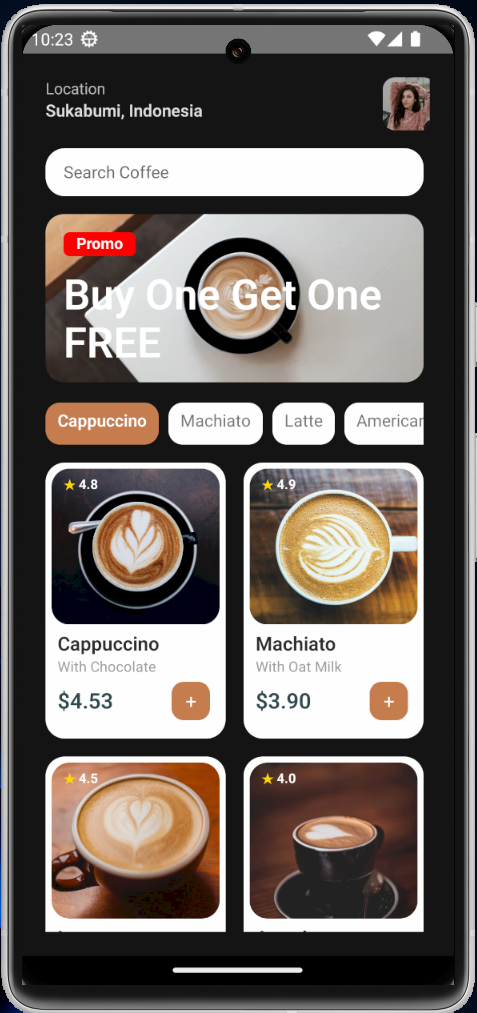 10:23
Location
Sukabumi, Indonesia
Search Coffee
Promo
Buy One Get One
FREE
Cappuccino Machiato Latte American
4.8
4.9
Cappuccino
With Chocolate
$4.53 +
Machiato
With Oat Milk
$3.90 +
4.5
4.0